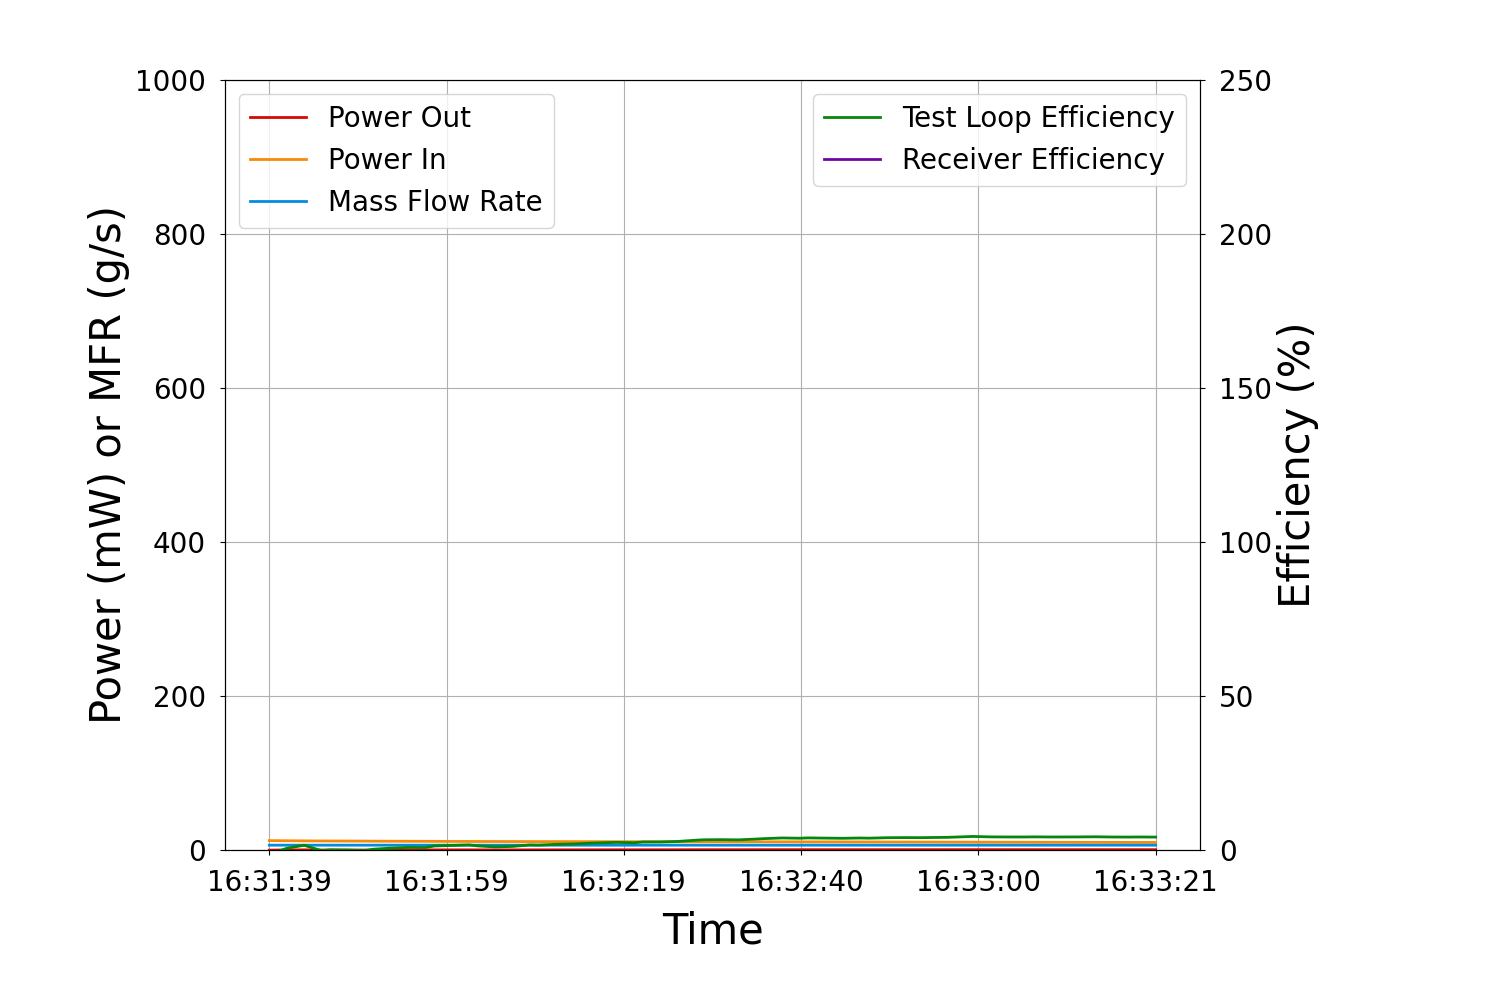 1000
800
600
400
200
0
Power (mW) or MFR (g/s)
Power Out
Power In
Mass Flow Rate
Test Loop Efficiency
Receiver Efficiency
250
200
150
100
50
0
Efficiency (%)
16:31:39 16:31:59 16:32:19 16:32:40 16:33:00 16:33:21
Time